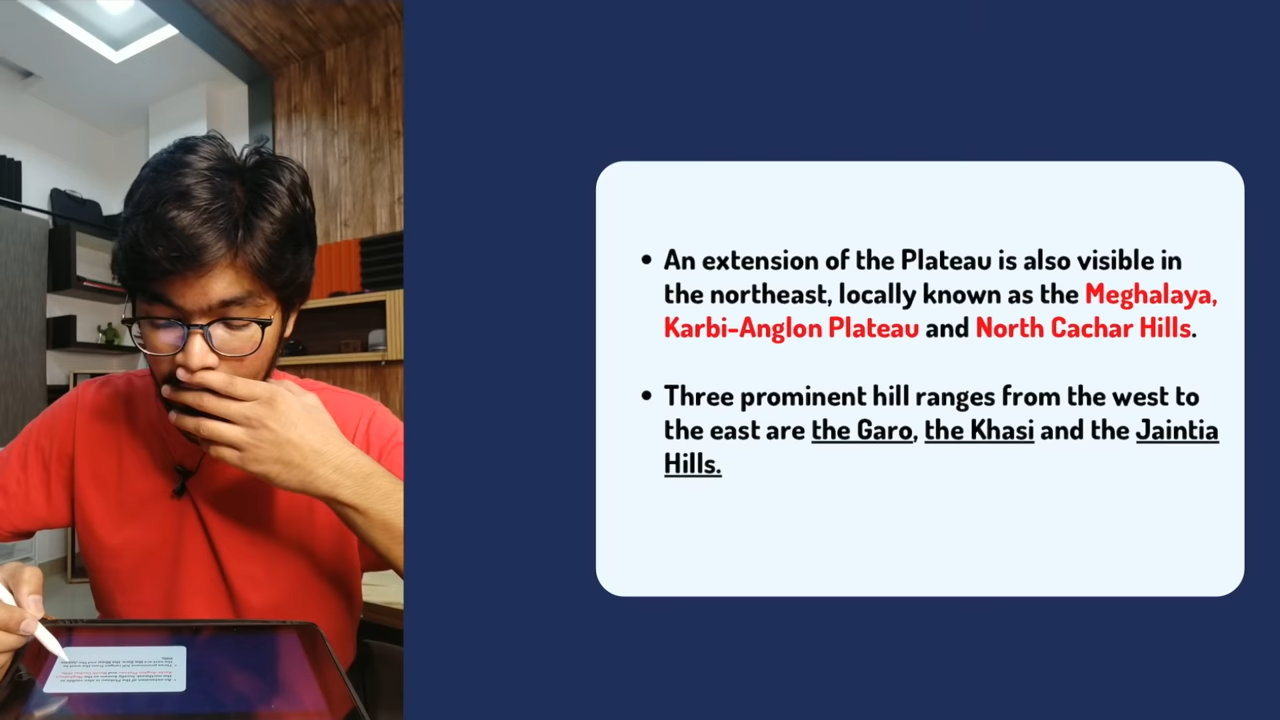 • An extension of the Plateau is also visible in
the northeast, locally known as the Meghalaya,
Karbi-Anglon Plateau and North Cachar Hills.
• Three prominent hill ranges from the west to
the east are the Garo, the Khasi and the Jaintia
Hills.